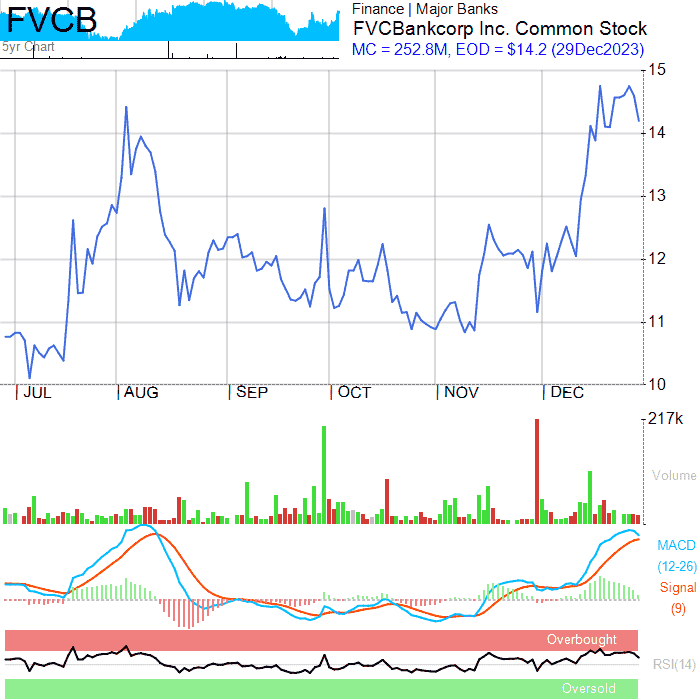 FVCB
5yr Chart
Finance | Major Banks
FVCBankcorp Inc. Common Stock
MC = 252.8M, EOD = $14.2 (29Dec2023)
15
14
13
12
11
10
JUL AUG SEP OCT NOV DEC
217k
Volume
MACD
(12-26)
Signal
(9)
Overbought
RSI(14)
Oversold